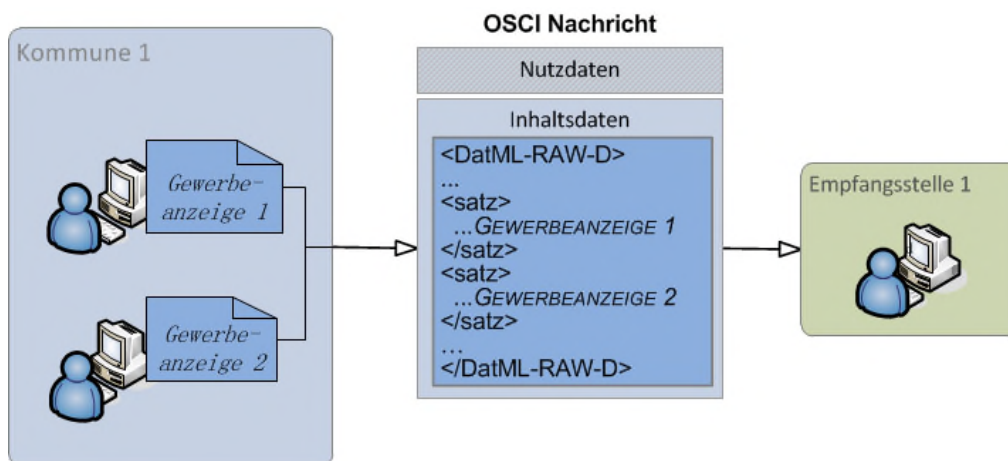 Kommune 1
Gewerbe-
anzeige 1
Gewerbe-
anzeige 2
OSCI Nachricht
Nutzdaten
Inhaltsdaten
<DatML-RAW-D>
...
<satz>
...GEWERBEANZEIGE 1
</satz>
<satz>
...GEWERBEANZEIGE 2
</satz>
...
</DatML-RAW-D>
Empfangsstelle 1